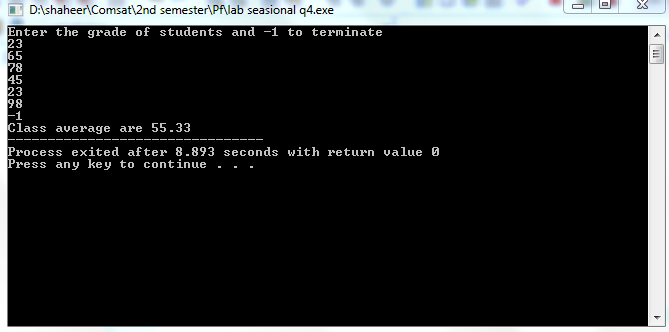 D:\shaheer\Comsat\2nd semester\Pf\lab seasional q4.exe
Enter the grade of students and -1 to terminate
23
65
78
45
23
98
-1
Class average are 55.33
--------------------------------
Process exited after 8.893 seconds with return value 0
Press any key to continue . . .